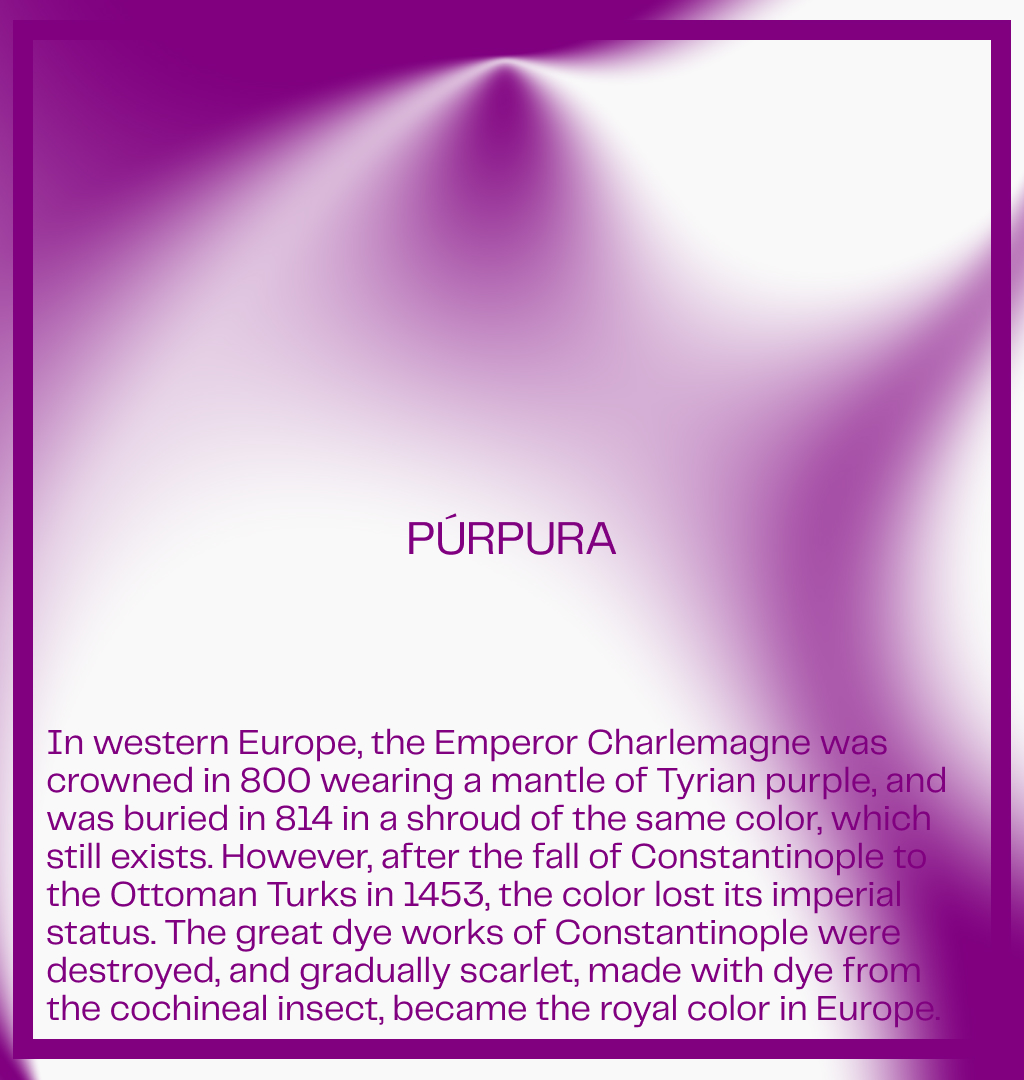 PÚRPURA
In western Europe, the Emperor Charlemagne was
crowned in 800 wearing a mantle of Tyrian purple, and
was buried in 814 in a shroud of the same color, which
still exists. However, after the fall of Constantinople to
the Ottoman Turks in 1453, the color lost its imperial
status. The great dye works of Constantinople were
destroyed, and gradually scarlet, made with dye from
the cochineal insect, became the royal color in Europe.